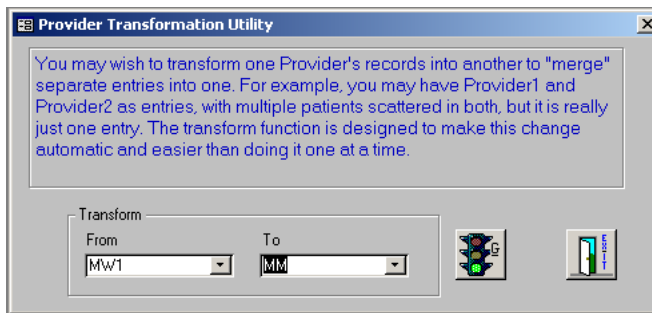 Provider Transformation Utility
You may wish to transform one Provider's records into another to "merge"
separate entries into one. For example, you may have Provider1 and
Provider2 as entries, with multiple patients scattered in both, but it is really
just one entry. The transform function is designed to make this change
automatic and easier than doing it one at a time.
Transform
From To
MW1 MM
G
EXIT